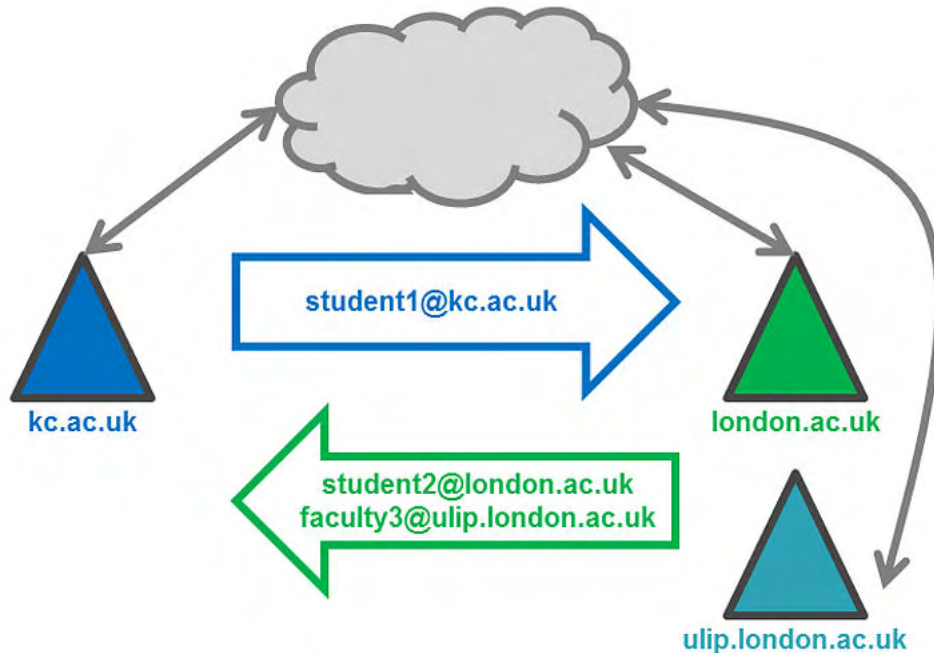 student1@kc.ac.uk
kc.ac.uk
london.ac.uk
student2@london.ac.uk
faculty3@ulip.london.ac.uk
ulip.london.ac.uk